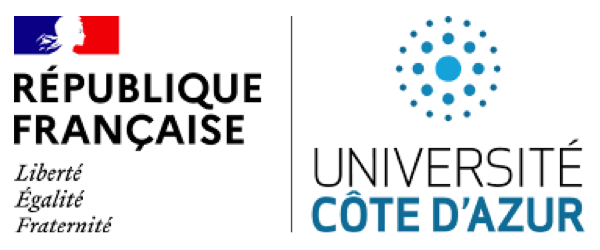 RÉPUBLIQUE
FRANÇAISE
Liberté
Égalité
Fraternité
UNIVERSITÉ
CÔTE D'AZUR